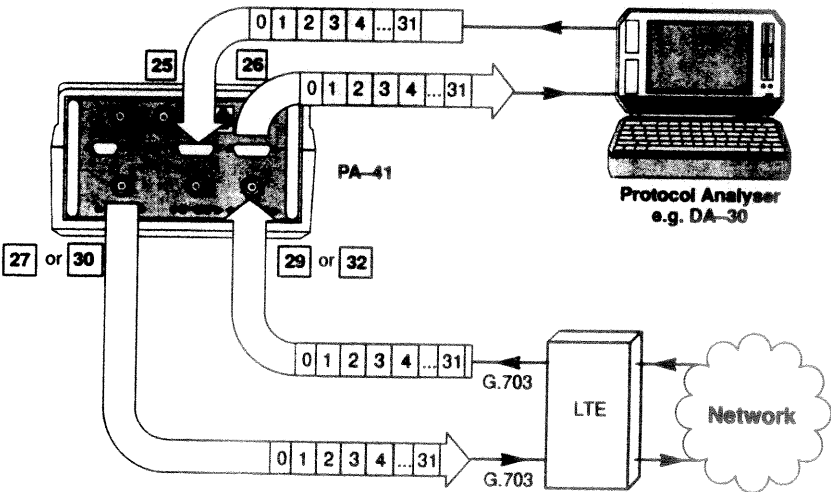 0 1 2 3 4 ... 31
25 26
0 1 2 3 4 ... 31
PA–41
Protocol Analyser
e.g. DA–30
27 or 30
29 or 32
0 1 2 3 4 ... 31
G.703
LTE
Network
0 1 2 3 4 ... 31
G.703